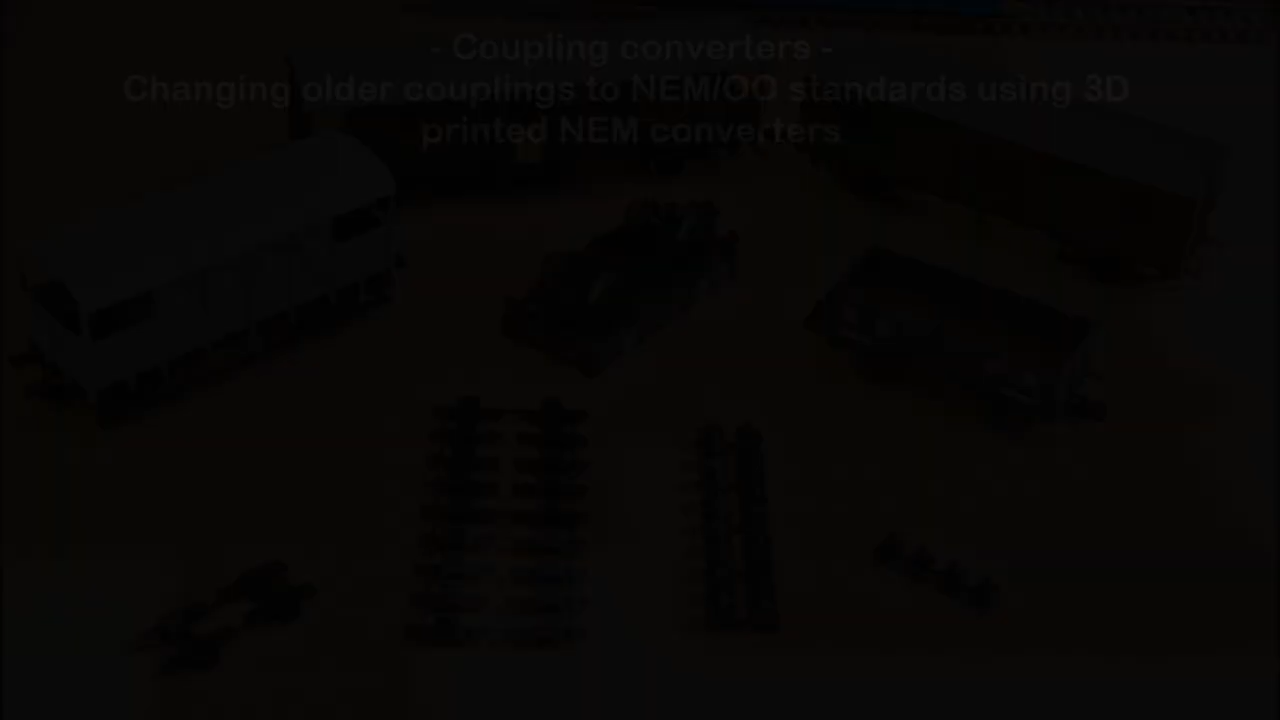 - Coupling converters -
Changing older couplings to NEM/OO standards using 3D
printed NEM converters